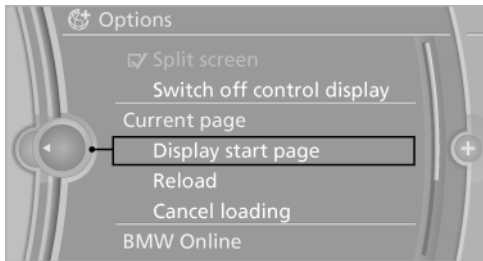 Options
Split screen
Switch off control display
Current page
Display start page
Reload
Cancel loading
BMW Online